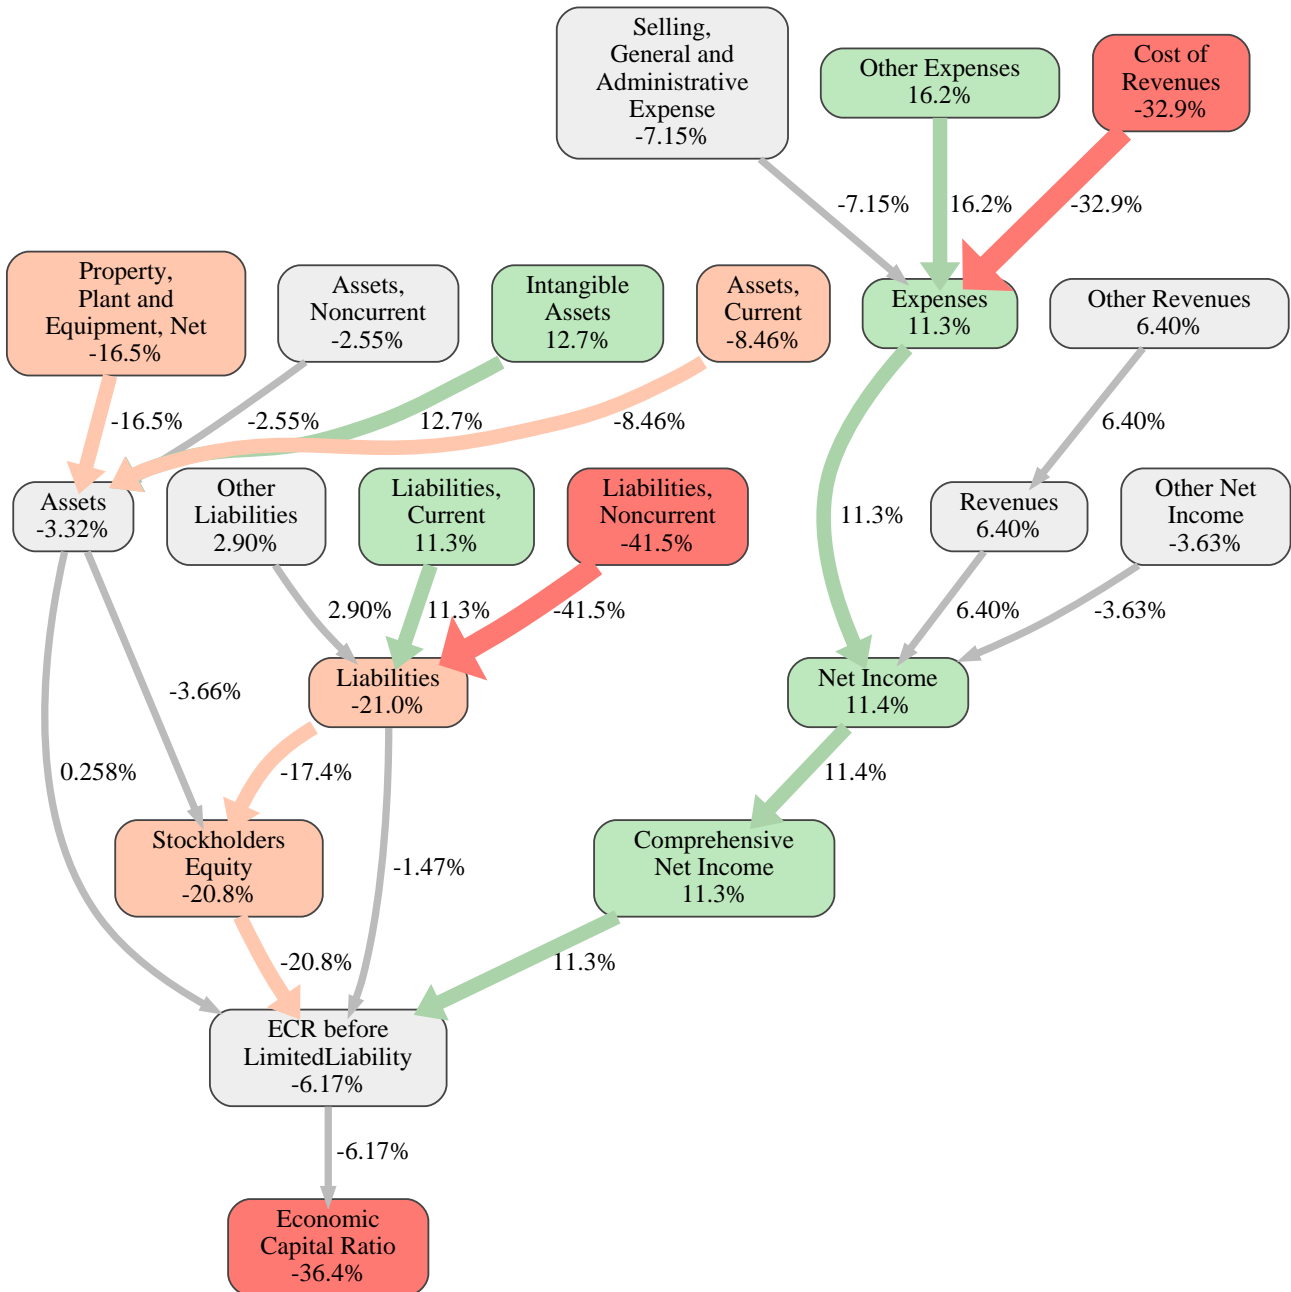 Selling,
General and
Administrative
Expense
-7.15%
Other Expenses
16.2%
Cost of
Revenues
-32.9%
-7.15%
16.2%
-32.9%
Property,
Plant and
Equipment, Net
-16.5%
Assets,
Noncurrent
-2.55%
Intangible
Assets
12.7%
Assets,
Current
-8.46%
Expenses
11.3%
Other Revenues
6.40%
-16.5%
-2.55%
12.7%
-8.46%
6.40%
Assets
-3.32%
Other
Liabilities
2.90%
Liabilities,
Current
11.3%
Liabilities,
Noncurrent
-41.5%
11.3%
Revenues
6.40%
Other Net
Income
-3.63%
2.90%
11.3%
-41.5%
6.40%
-3.63%
Liabilities
-21.0%
Net Income
11.4%
-3.66%
0.258%
-17.4%
11.4%
Stockholders
Equity
-20.8%
-1.47%
Comprehensive
Net Income
11.3%
-20.8%
11.3%
ECR before
LimitedLiability
-6.17%
-6.17%
Economic
Capital Ratio
-36.4%